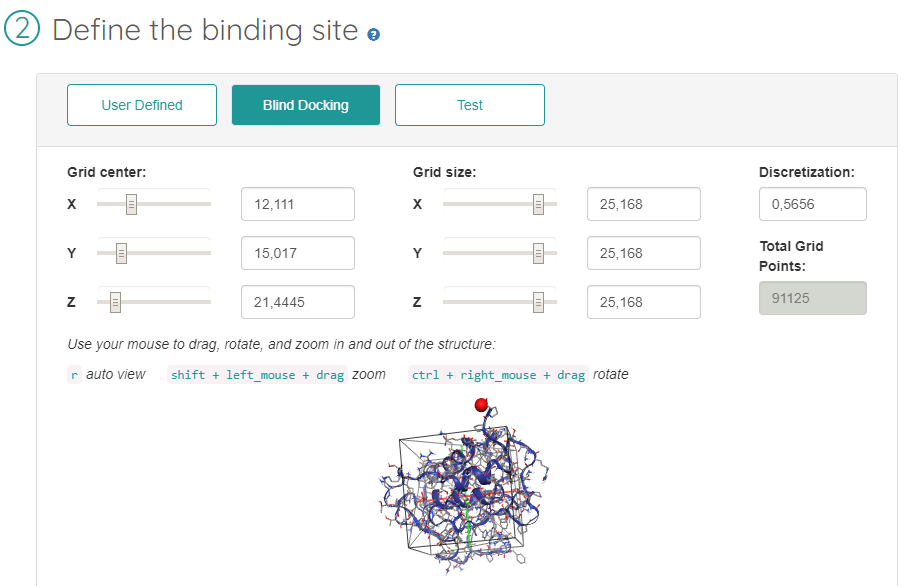 2 Define the binding site ?
User Defined Blind Docking Test
Grid center: Grid size: Discretization:
X 12,111 X 25,168 0,5656
Y 15,017 Y 25,168 Total Grid Points:
Z 21,4445 Z 25,168 91125
Use your mouse to drag, rotate, and zoom in and out of the structure:
r auto view shift + left_mouse + drag zoom ctrl + right_mouse + drag rotate